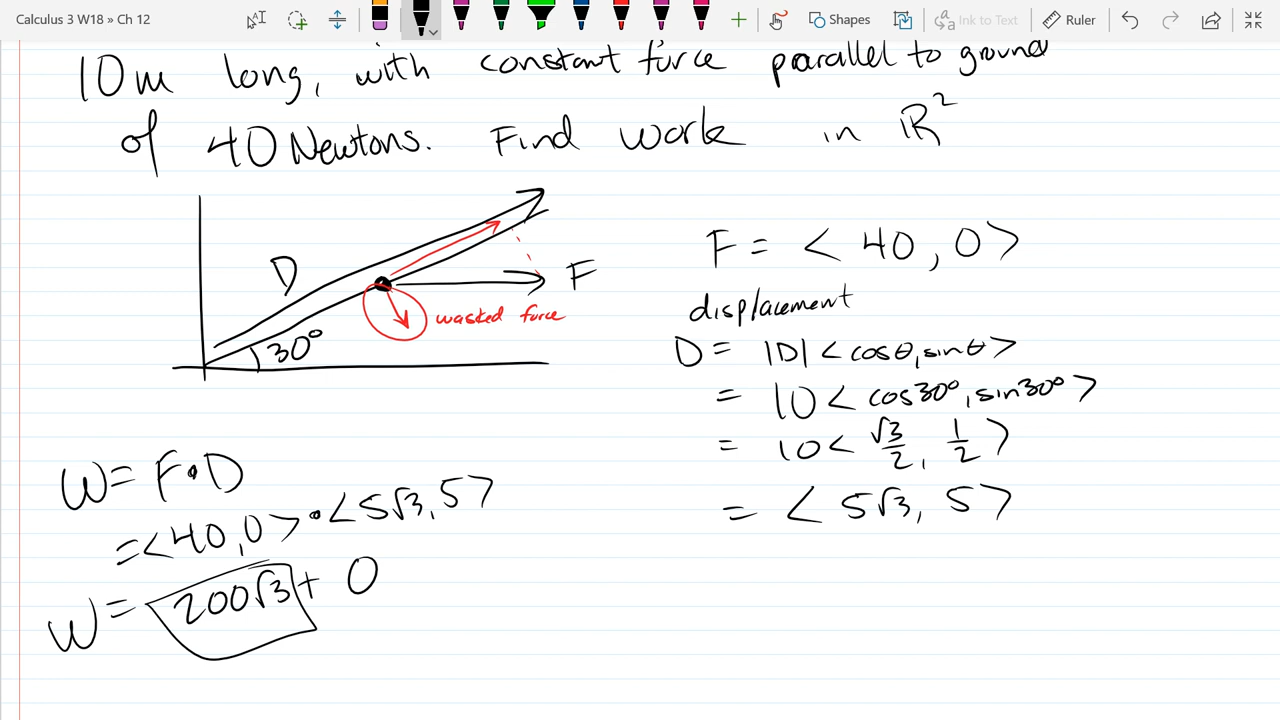 Calculus 3 W18 » Ch 12
Shapes
Ink to Text
Ruler
10m long, with constant force parallel to ground
of 40 Newtons. Find work in ℝ²
D
F
30°
wasted force
F = < 40, 0 >
displacement
D = |D| < cosθ, sinθ >
= 10 < cos30°, sin30° >
= 10 < √3/2, 1/2 >
= < 5√3, 5 >
W = F • D
= < 40, 0 > • < 5√3, 5 >
W = 200√3 + 0